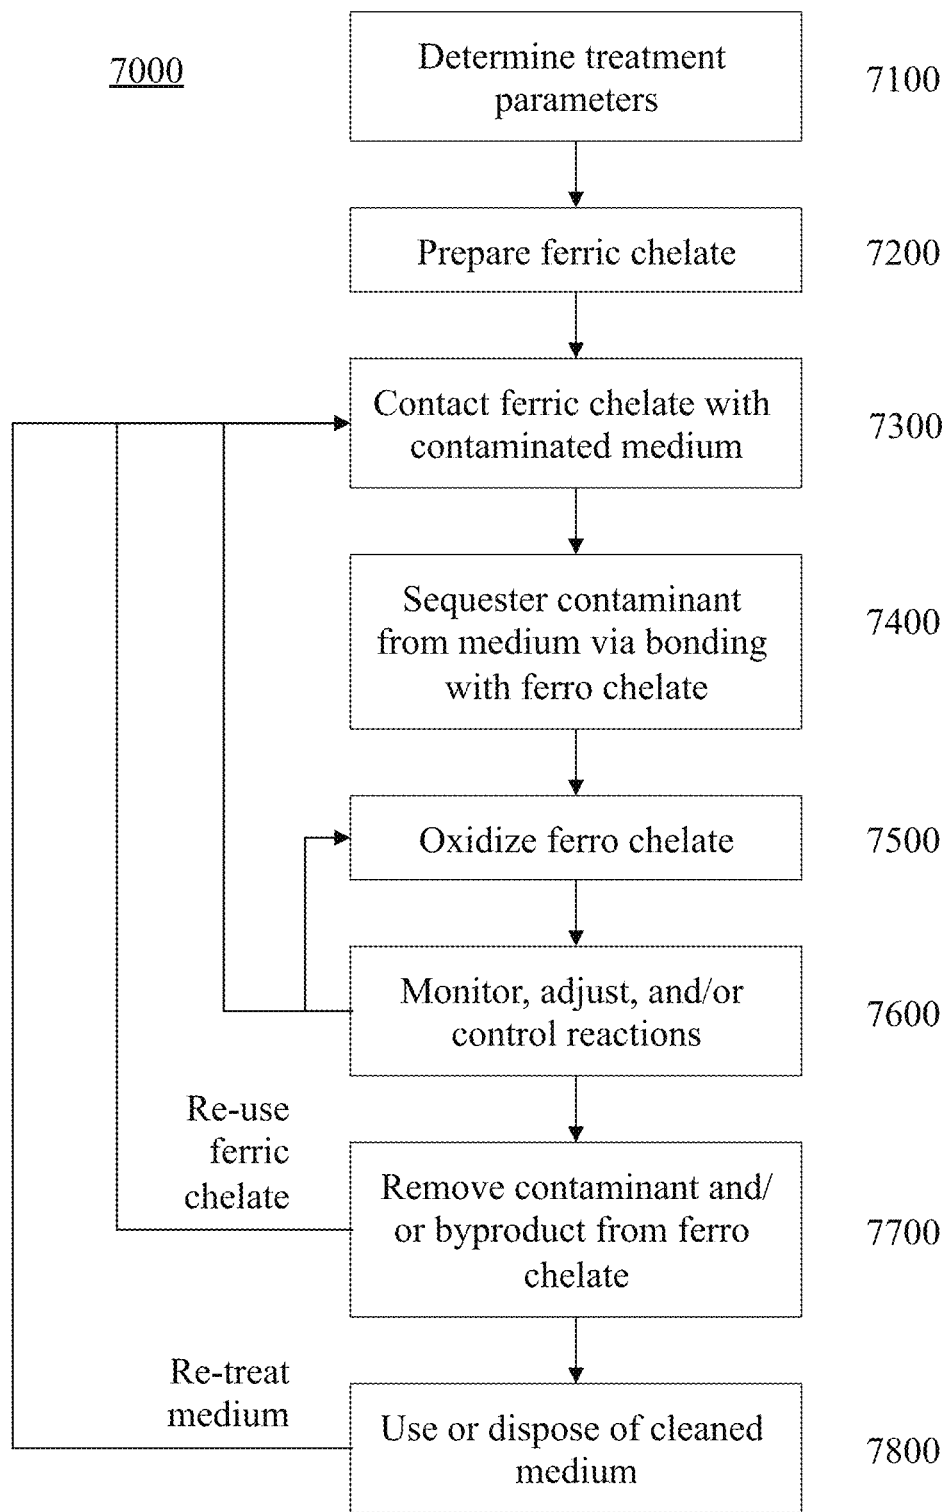 7000
Determine treatment
parameters
7100
Prepare ferric chelate
7200
Contact ferric chelate with
contaminated medium
7300
Sequester contaminant
from medium via bonding
with ferro chelate
7400
Oxidize ferro chelate
7500
Monitor, adjust, and/or
control reactions
7600
Re-use
ferric
chelate
Remove contaminant and/
or byproduct from ferro
chelate
7700
Re-treat
medium
Use or dispose of cleaned
medium
7800